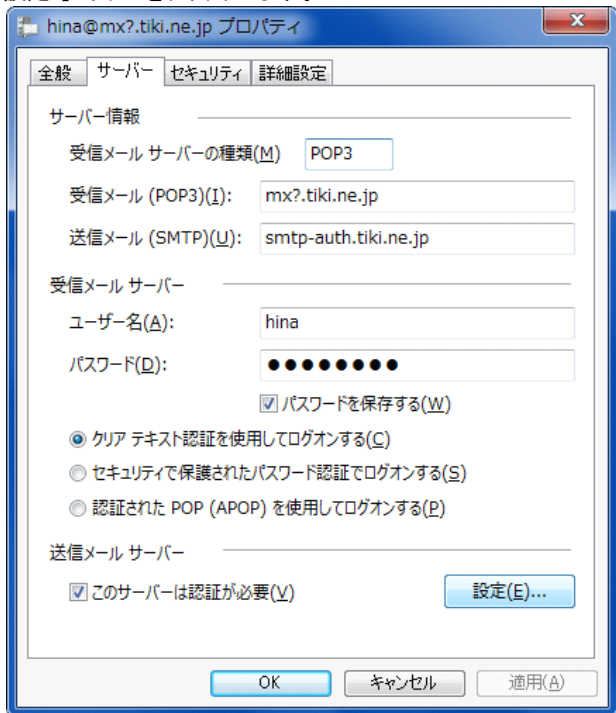 hina@mx?.tiki.ne.jp プロパティ
全般 サーバー セキュリティ 詳細設定
サーバー情報
受信メール サーバーの種類(M) POP3
受信メール (POP3)(I): mx?.tiki.ne.jp
送信メール (SMTP)(U): smtp-auth.tiki.ne.jp
受信メール サーバー
ユーザー名(A): hina
パスワード(D): ●●●●●●●●
パスワードを保存する(W)
クリア テキスト認証を使用してログオンする(C)
セキュリティで保護されたパスワード認証でログオンする(S)
認証された POP (APOP) を使用してログオンする(P)
送信メール サーバー
このサーバーは認証が必要(V) 設定(E)...
OK キャンセル 適用(A)